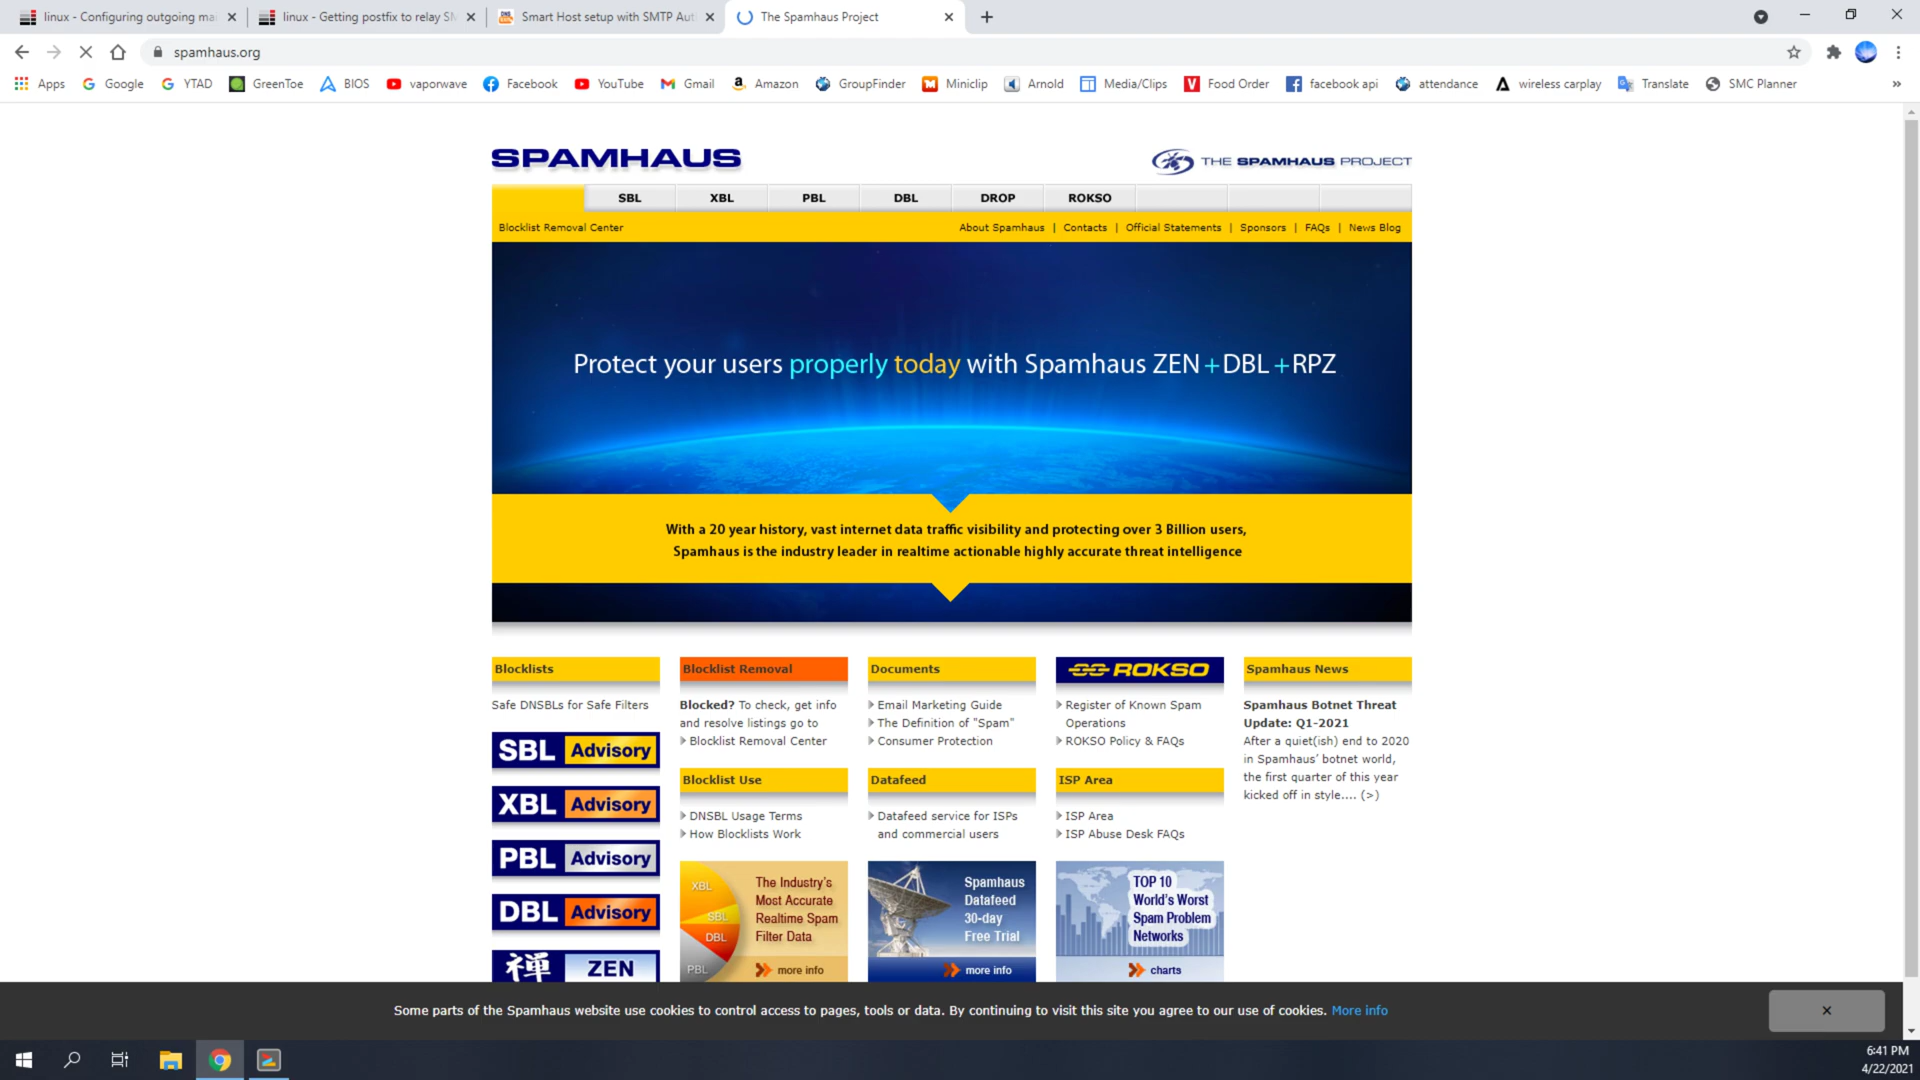 linux - Configuring outgoing ma
linux - Getting postfix to relay SM
Smart Host setup with SMTP Aut
The Spamhaus Project
spamhaus.org
Apps
Google
YTAD
GreenToe
BIOS
vaporwave
Facebook
YouTube
Gmail
Amazon
GroupFinder
Miniclip
Arnold
Media/Clips
Food Order
facebook api
attendance
wireless carplay
Translate
SMC Planner
»
SPAMHAUS
THE SPAMHAUS PROJECT
SBL
XBL
PBL
DBL
DROP
ROKSO
Blocklist Removal Center
About Spamhaus | Contacts | Official Statements | Sponsors | FAQs | News Blog
Protect your users properly today with Spamhaus ZEN+DBL+RPZ
With a 20 year history, vast internet data traffic visibility and protecting over 3 Billion users,
Spamhaus is the industry leader in realtime actionable highly accurate threat intelligence
Blocklists
Safe DNSBLs for Safe Filters
SBL Advisory
XBL Advisory
PBL Advisory
DBL Advisory
禅 ZEN
Blocklist Removal
Blocked? To check, get info
and resolve listings go to
Blocklist Removal Center
Blocklist Use
DNSBL Usage Terms
How Blocklists Work
XBL
SBL
DBL
PBL
The Industry's
Most Accurate
Realtime Spam
Filter Data
more info
Documents
Email Marketing Guide
The Definition of "Spam"
Consumer Protection
Datafeed
Datafeed service for ISPs
and commercial users
Spamhaus
Datafeed
30-day
Free Trial
more info
ROKSO
Register of Known Spam
Operations
ROKSO Policy & FAQs
ISP Area
ISP Area
ISP Abuse Desk FAQs
TOP 10
World's Worst
Spam Problem
Networks
charts
Spamhaus News
Spamhaus Botnet Threat
Update: Q1-2021
After a quiet(ish) end to 2020
in Spamhaus' botnet world,
the first quarter of this year
kicked off in style.... (>)
Some parts of the Spamhaus website use cookies to control access to pages, tools or data. By continuing to visit this site you agree to our use of cookies. More info
6:41 PM
4/22/2021